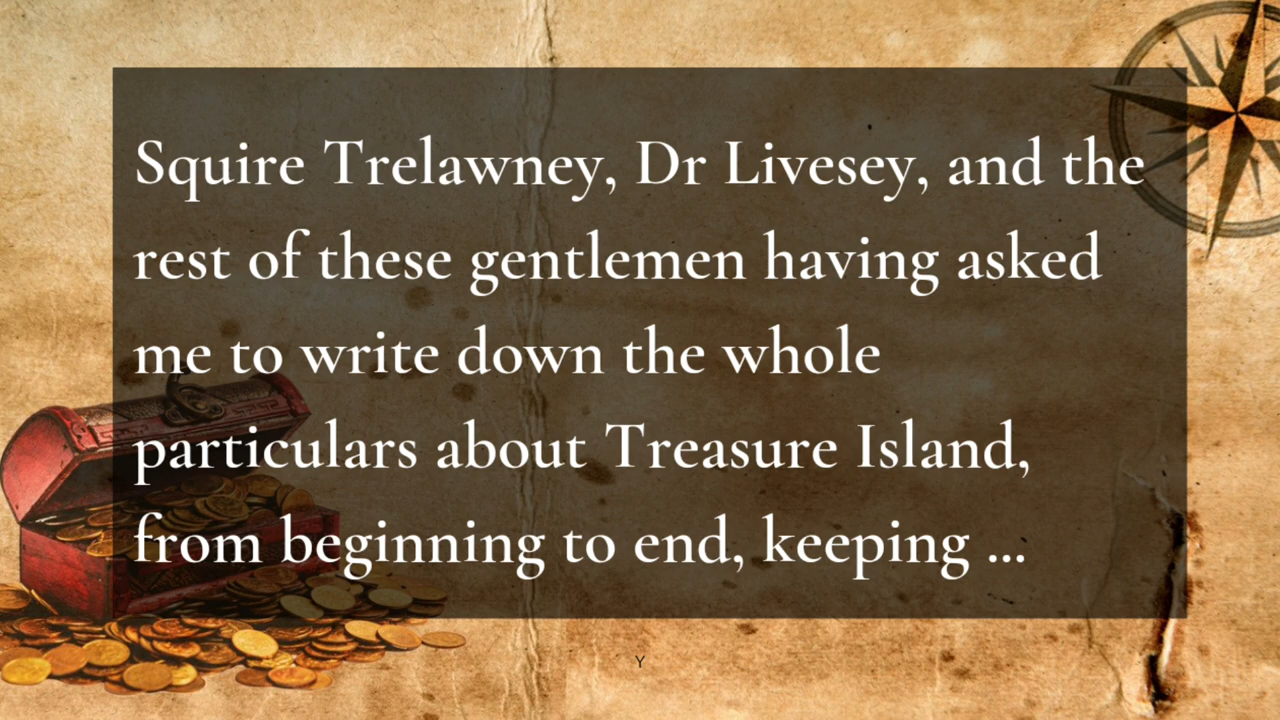 Squire Trelawney, Dr Livesey, and the
rest of these gentlemen having asked
me to write down the whole
particulars about Treasure Island,
from beginning to end, keeping ...
Y